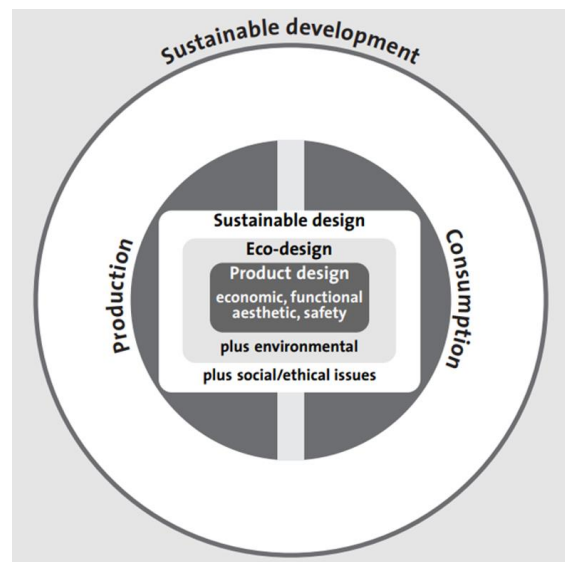 Sustainable development
Production
Consumption
Sustainable design
Eco-design
Product design
economic, functional
aesthetic, safety
plus environmental
plus social/ethical issues